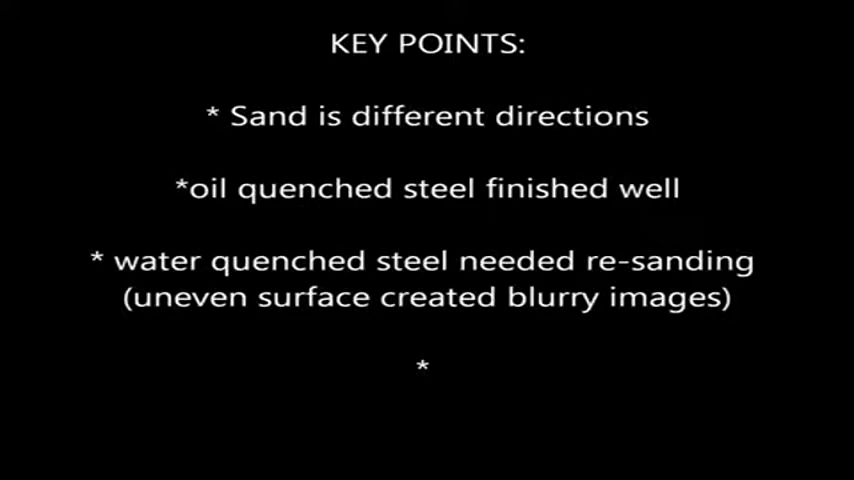 KEY POINTS:
* Sand is different directions
*oil quenched steel finished well
* water quenched steel needed re-sanding
(uneven surface created blurry images)
*